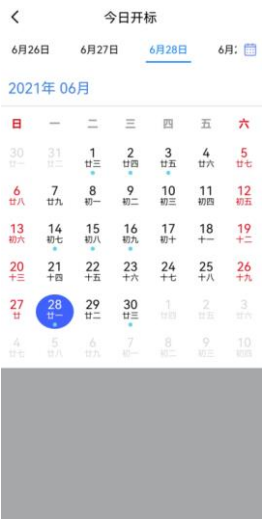 今日开标
6月26日 6月27日 6月28日 6月
2021年 06月
日 一 二 三 四 五 六
30 31 1 2 3 4 5
廿一 廿二 廿三 廿四 廿五 廿六 廿七
6 7 8 9 10 11 12
廿八 廿九 初一 初二 初三 初四 初五
13 14 15 16 17 18 19
初六 初七 初八 初九 初十 十一 十二
20 21 22 23 24 25 26
十三 十四 十五 十六 十七 十八 十九
27 28 29 30 1 2 3
廿 廿一 廿二 廿三 廿四 廿五 廿六
4 5 6 7 8 9 10
廿七 廿八 廿九 初一 初二 初三 初四